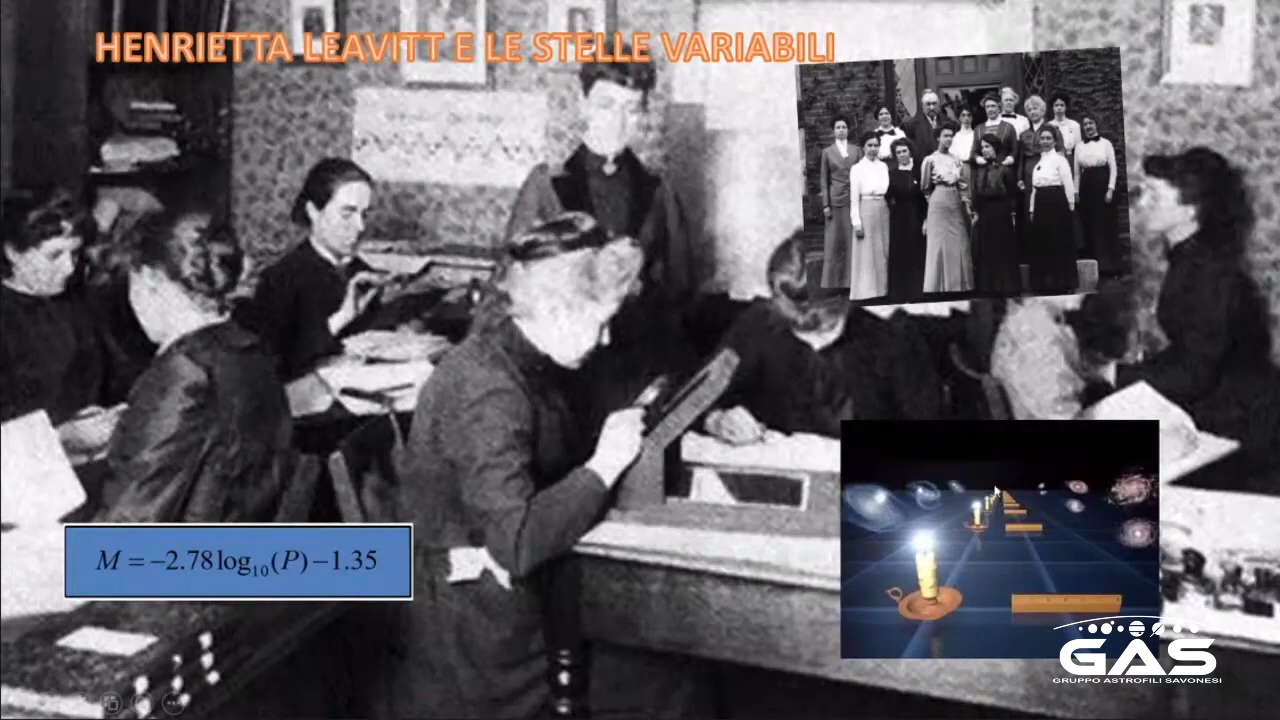 HENRIETTA LEAVITT E LE STELLE VARIABILI
M = −2.78 log₁₀(P) − 1.35
GAS
GRUPPO ASTROFILI SAVONESI